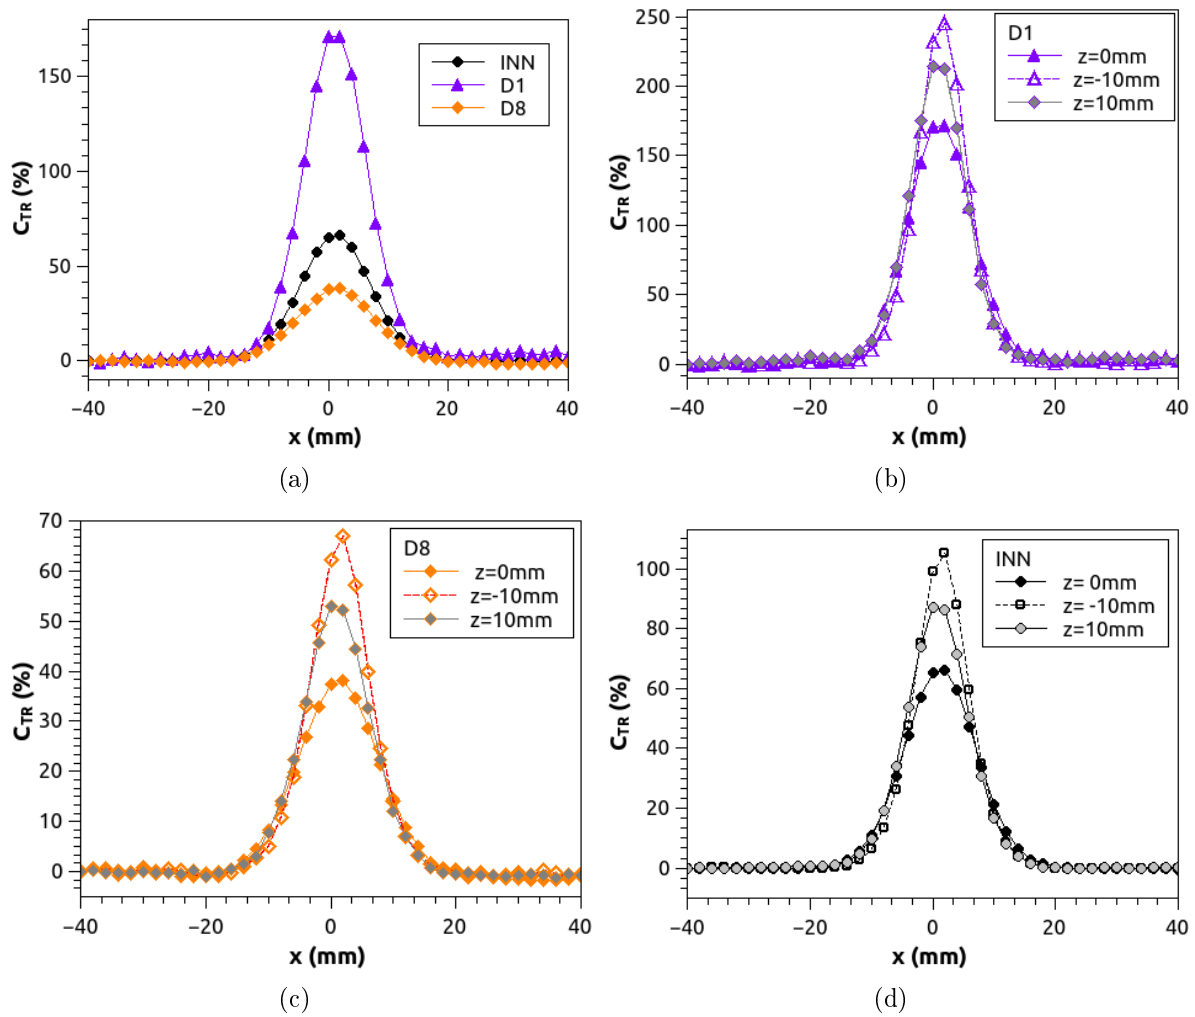 INN
D1
D8
150
100
50
0
C_TR (%)
−40 −20 0 20 40
x (mm)
(a)
D1
z=0mm
z=-10mm
z=10mm
250
200
150
100
50
0
C_TR (%)
−40 −20 0 20 40
x (mm)
(b)
D8
z=0mm
z=-10mm
z=10mm
70
60
50
40
30
20
10
0
C_TR (%)
−40 −20 0 20 40
x (mm)
(c)
INN
z= 0mm
z= -10mm
z=10mm
100
80
60
40
20
0
C_TR (%)
−40 −20 0 20 40
x (mm)
(d)